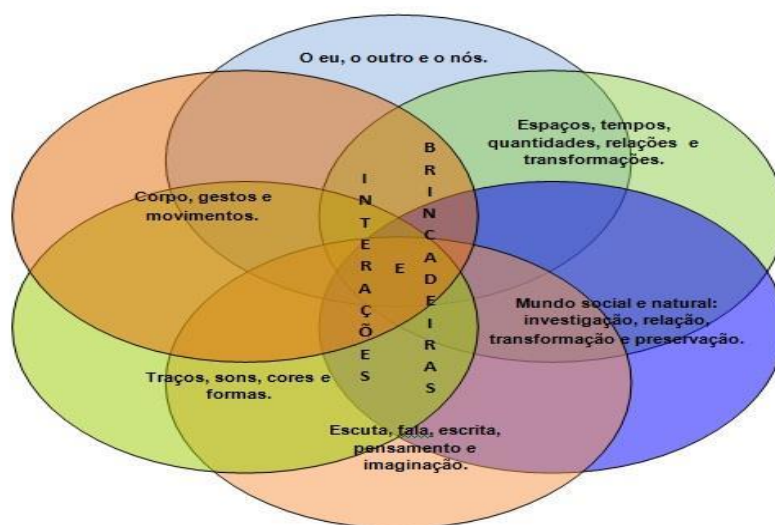 O eu, o outro e o nós.
Espaços, tempos,
quantidades, relações e
transformações.
Corpo, gestos e
movimentos.
INTERAÇÕES
E
BRINCADEIRAS
Mundo social e natural:
investigação, relação,
transformação e preservação.
Traços, sons, cores e
formas.
Escuta, fala, escrita,
pensamento e
imaginação.